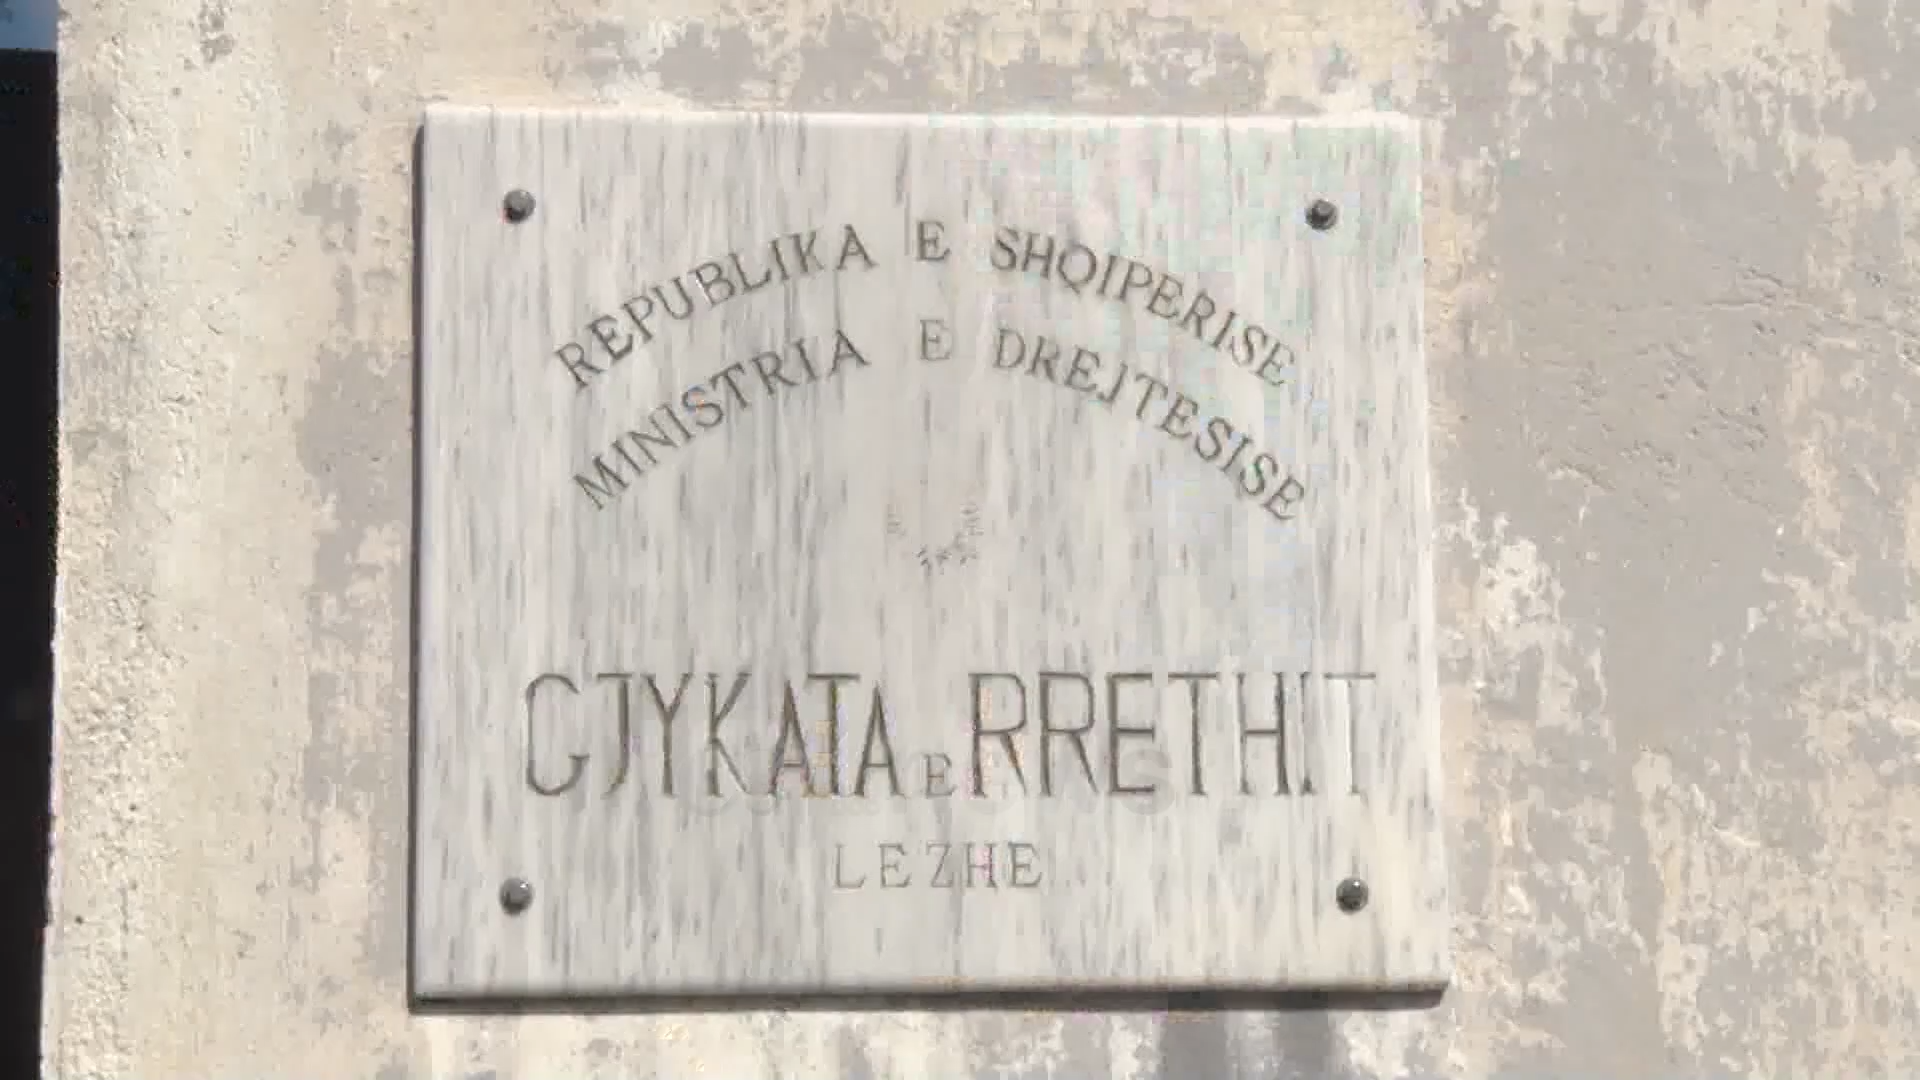 REPUBLIKA E SHQIPERISE
MINISTRIA E DREJTESISE
GJYKATA E RRETHIT
LEZHE